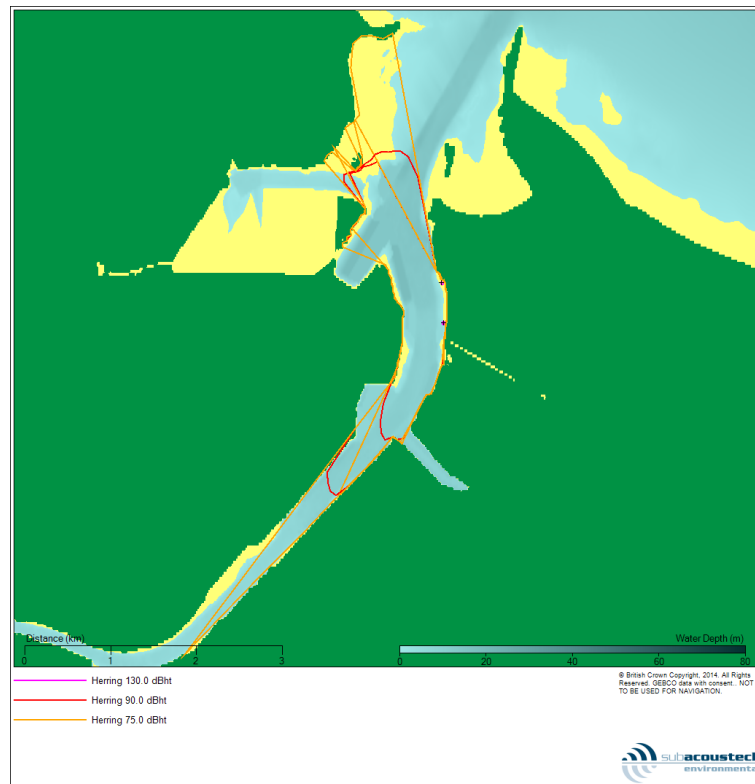 Distance (km)
0 1 2 3
Water Depth (m)
0 20 40 60 80
Herring 130.0 dBht
Herring 90.0 dBht
Herring 75.0 dBht
© British Crown Copyright, 2014. All Rights
Reserved. GEBCO data with consent.. NOT
TO BE USED FOR NAVIGATION.
subacoustech
environmenta